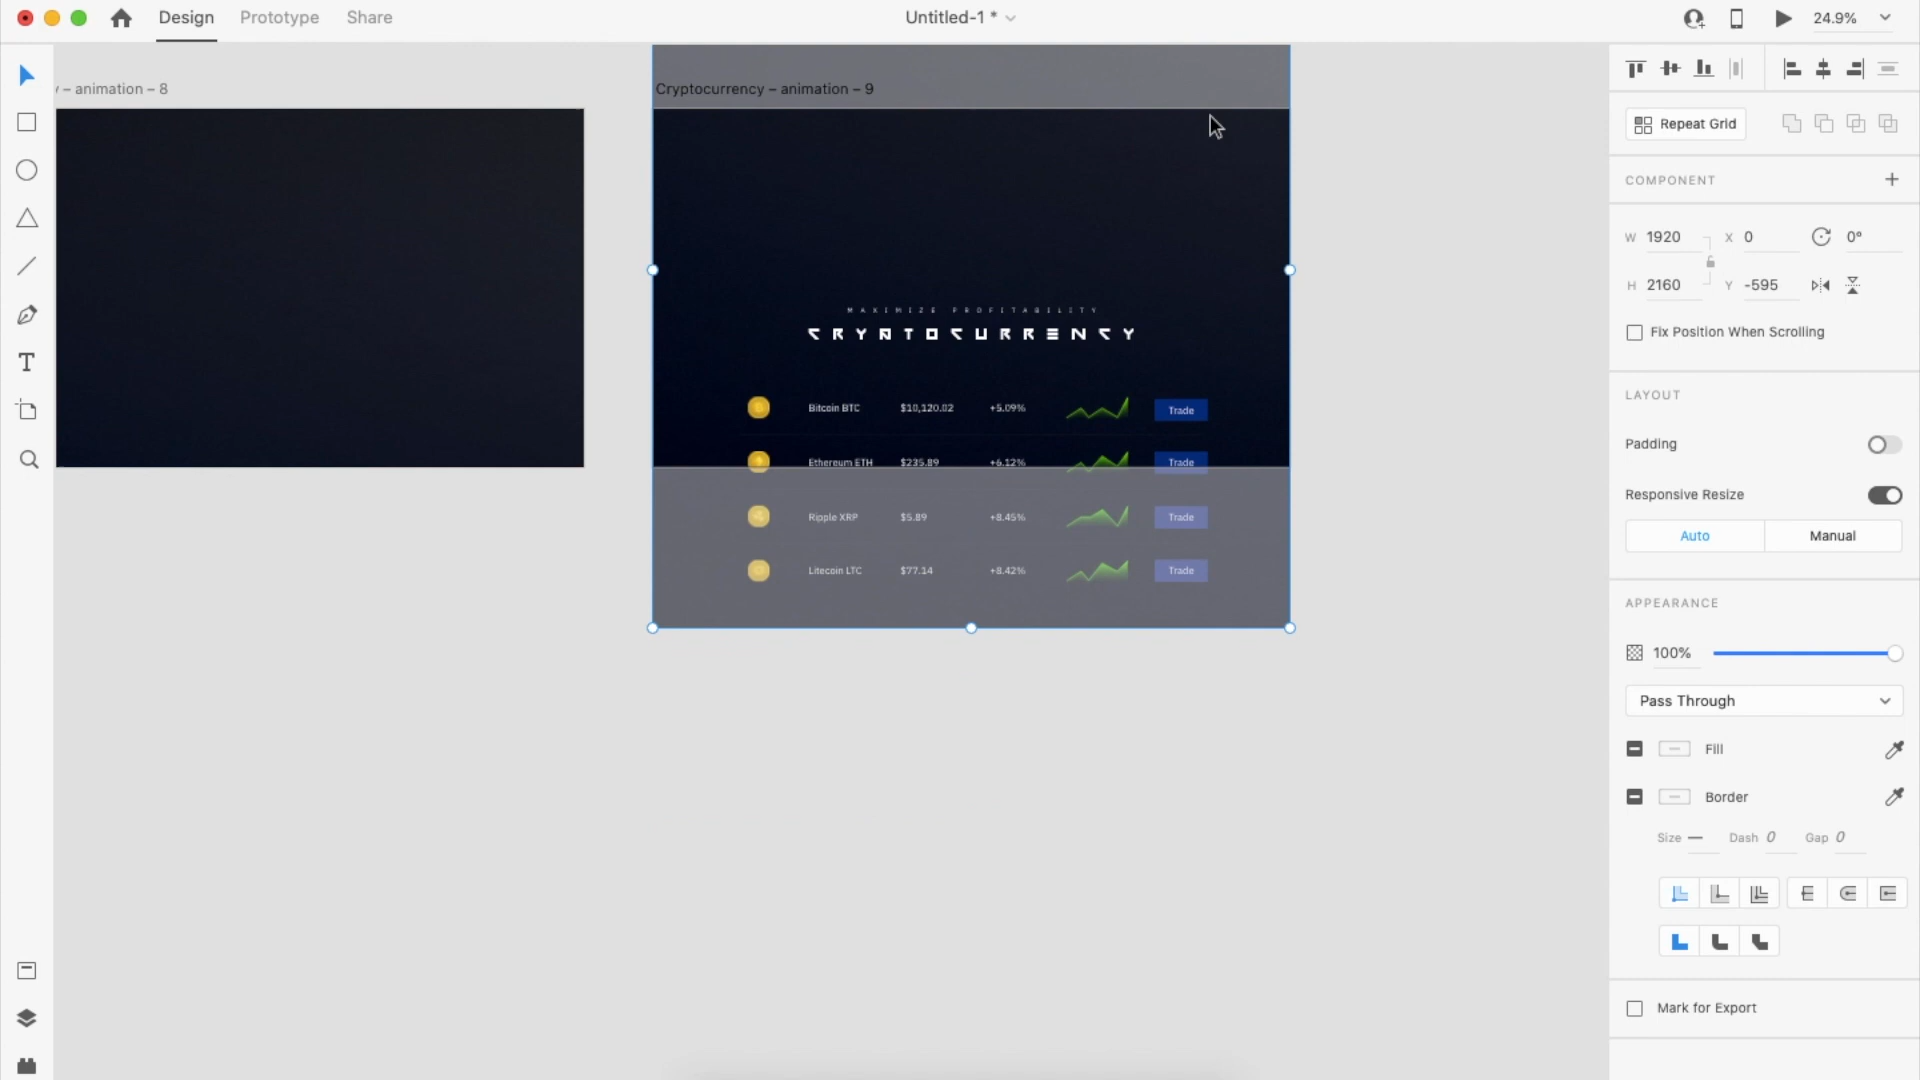 Design
Prototype
Share
Untitled-1 *
24.9%
y – animation – 8
Cryptocurrency – animation – 9
MAXIMIZE PROFITABILITY
CRYPTOCURRENCY
Bitcoin BTC $10,120.02 +5.09% Trade
Ethereum ETH $235.89 +6.12% Trade
Ripple XRP $5.89 +8.45% Trade
Litecoin LTC $77.14 +8.42% Trade
Repeat Grid
COMPONENT
W 1920 X 0 0°
H 2160 Y -595
Fix Position When Scrolling
LAYOUT
Padding
Responsive Resize
Auto Manual
APPEARANCE
100%
Pass Through
Fill
Border
Size — Dash 0 Gap 0
Mark for Export